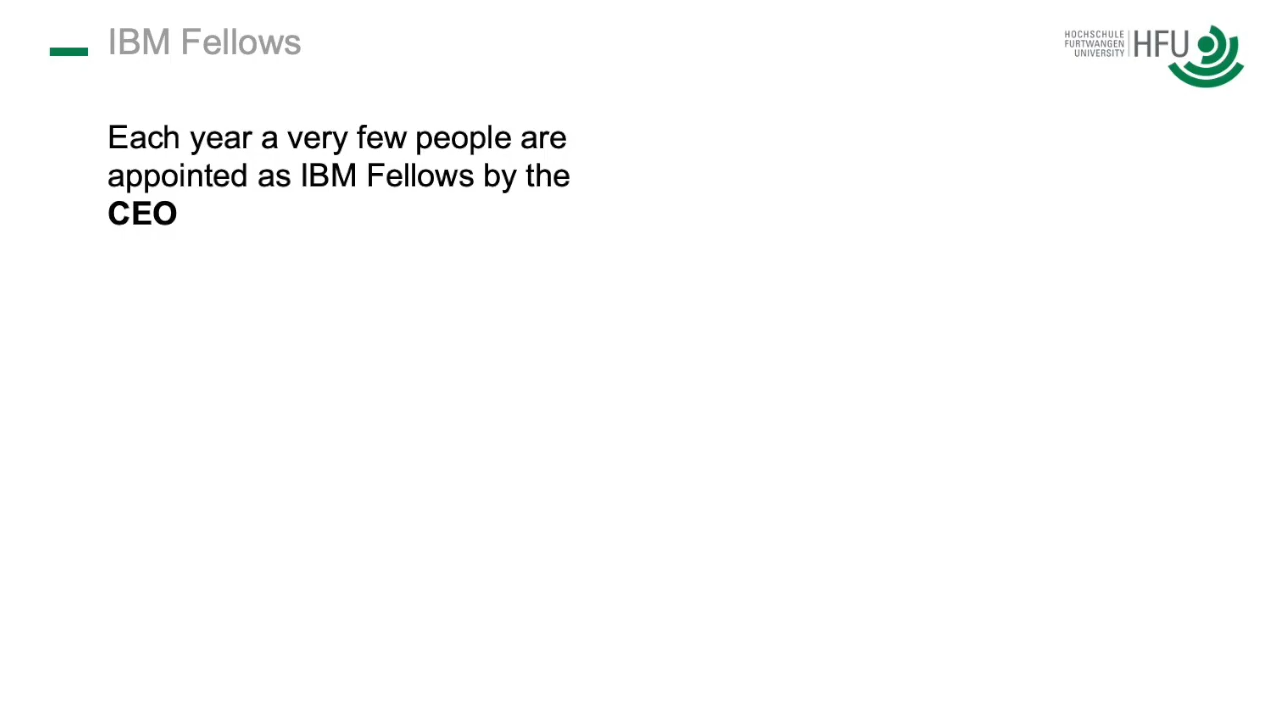 IBM Fellows
HOCHSCHULE
FURTWANGEN
UNIVERSITY
HFU
Each year a very few people are
appointed as IBM Fellows by the
CEO